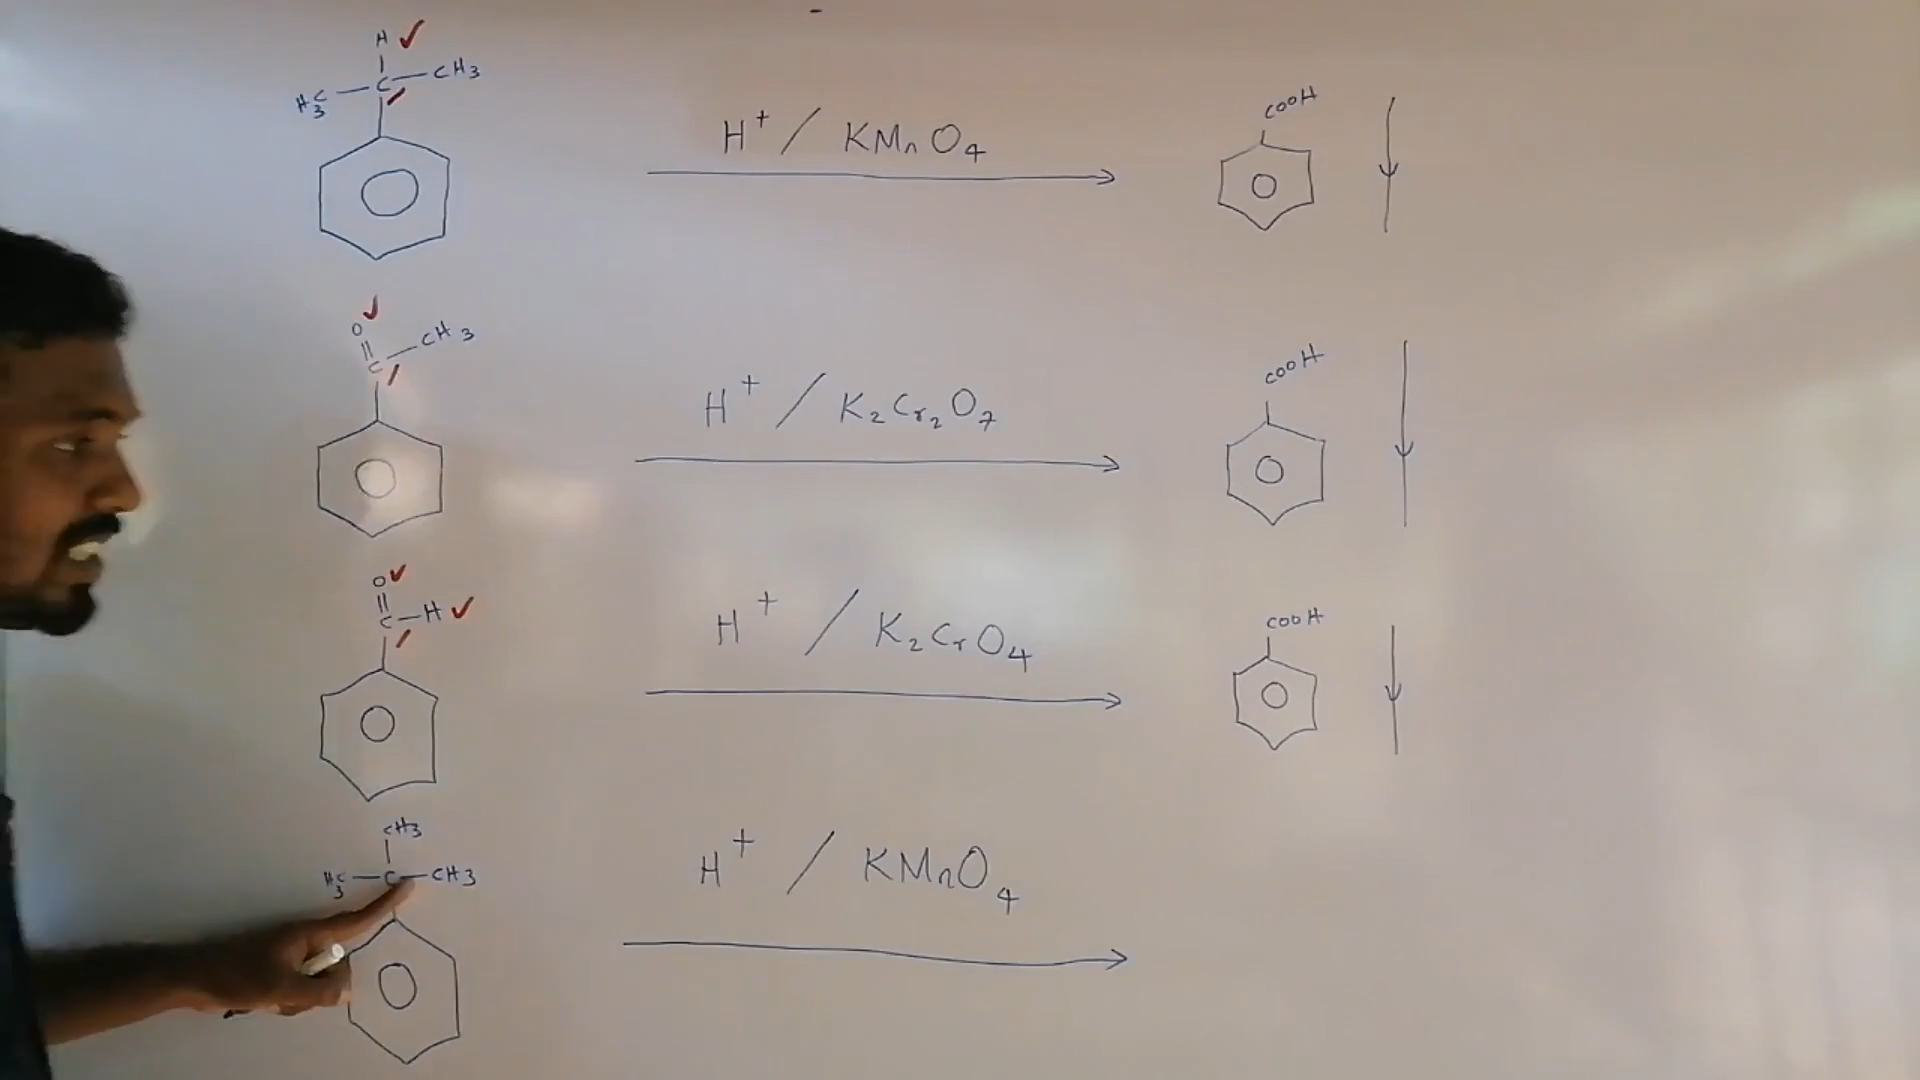 H
H3C — C — CH3
H⁺ / KMnO4
COOH
O
C — CH3
H⁺ / K2Cr2O7
COOH
O
C — H
H⁺ / K2CrO4
COOH
CH3
H3C — C — CH3
H⁺ / KMnO4